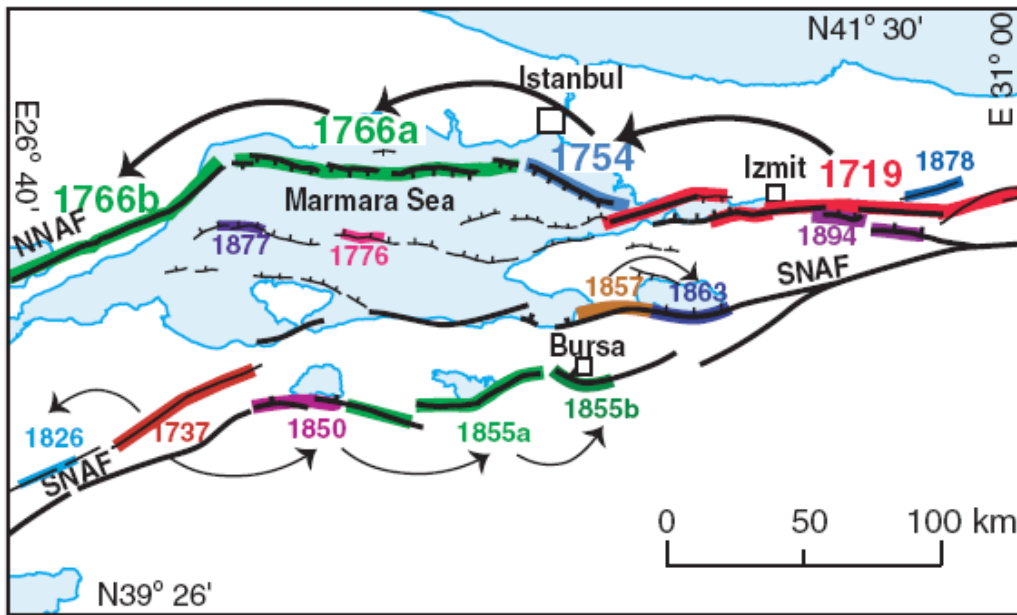 N41° 30'
E 31° 00'
Istanbul
E26° 40'
1766a
1754
Izmit
1719
1878
1766b
Marmara Sea
NNAF
1877
1776
1894
SNAF
1857
1863
Bursa
1826
1737
1850
1855a
1855b
SNAF
0 50 100 km
N39° 26'